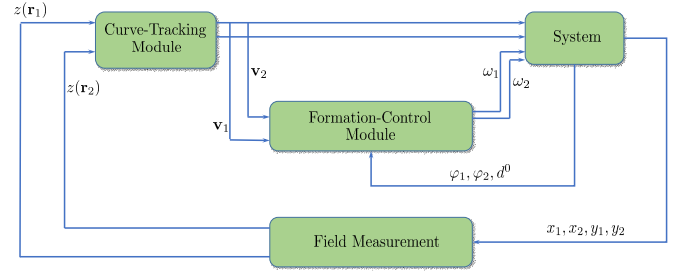 z(r₁)
Curve-Tracking
Module
System
z(r₂)
v₂
ω₁
ω₂
v₁
Formation-Control
Module
φ₁, φ₂, d⁰
x₁, x₂, y₁, y₂
Field Measurement